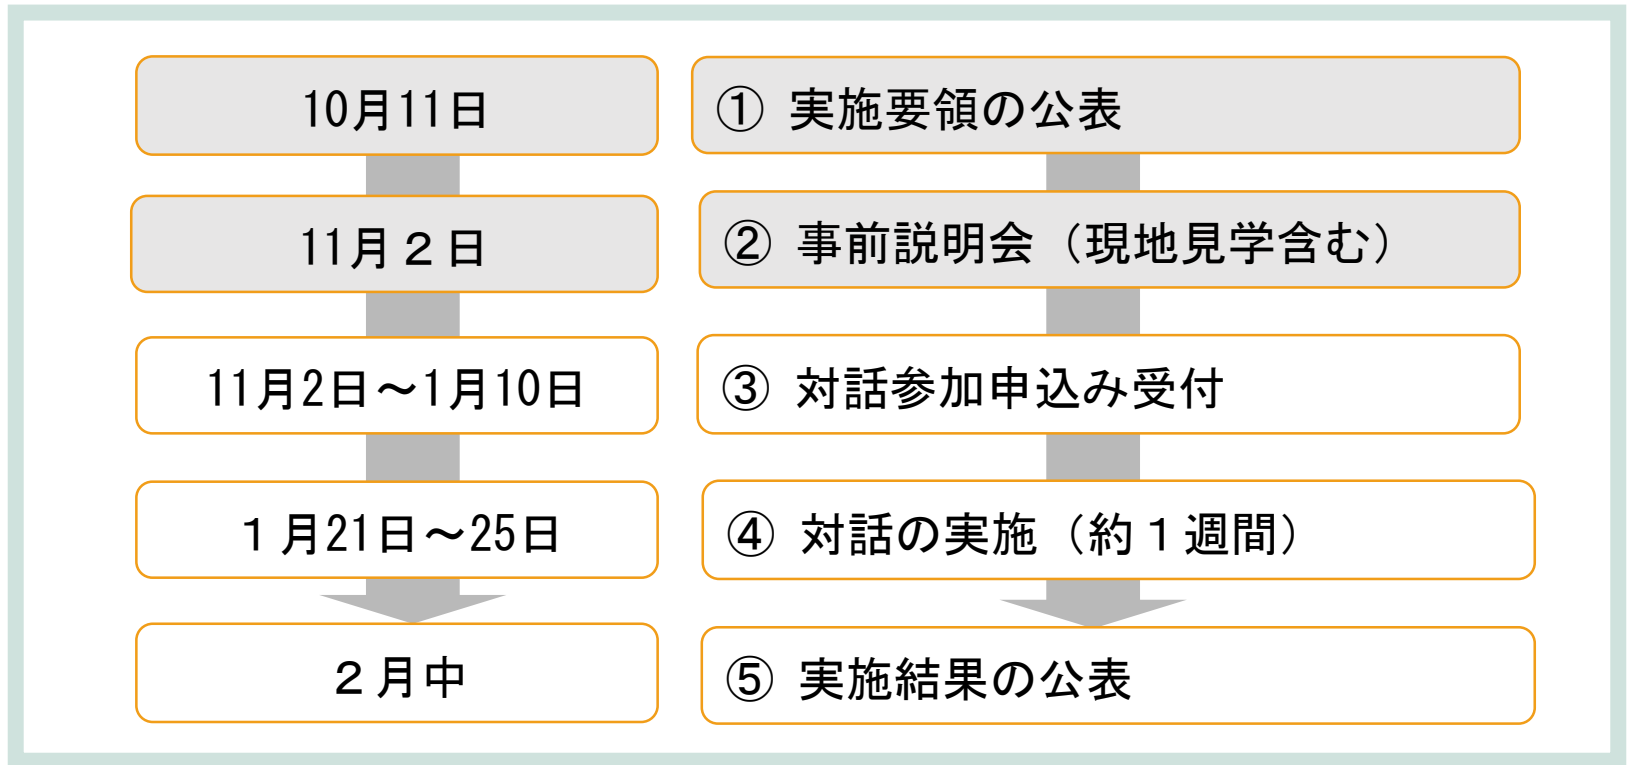 10月11日
① 実施要領の公表
11月２日
② 事前説明会（現地見学含む）
11月2日～1月10日
③ 対話参加申込み受付
１月21日～25日
④ 対話の実施（約１週間）
２月中
⑤ 実施結果の公表